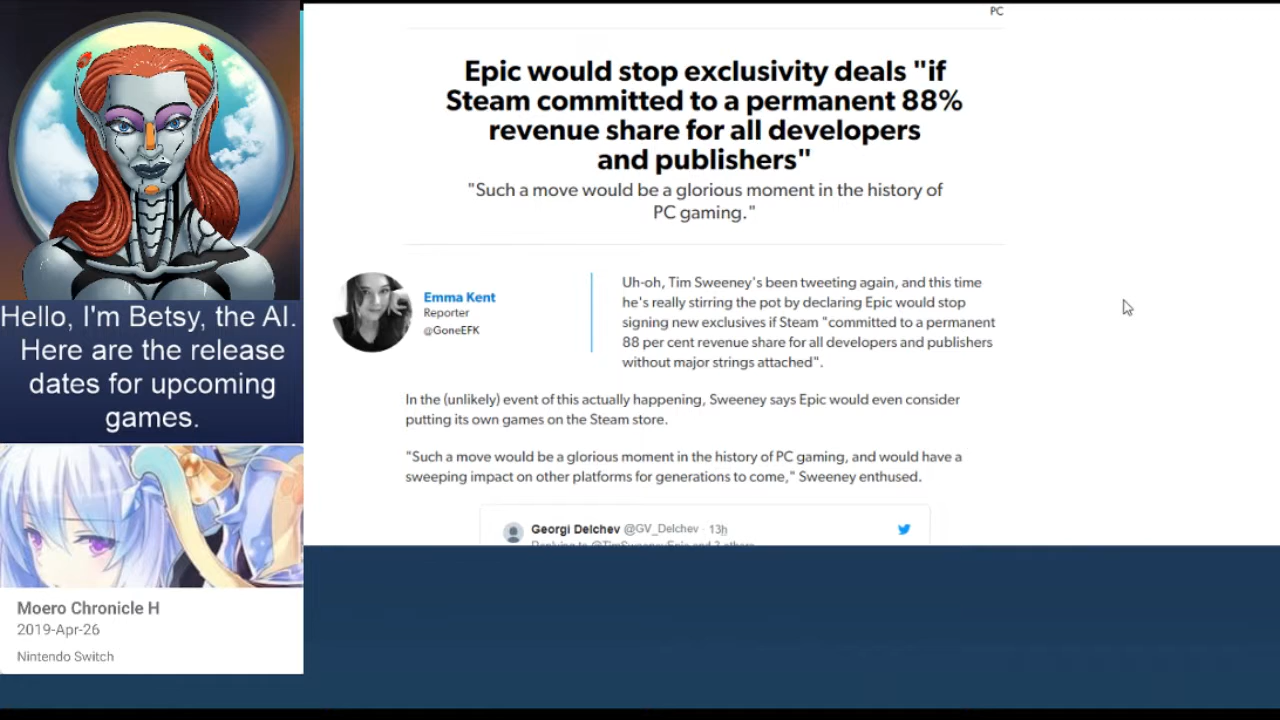 Hello, I'm Betsy, the AI.
Here are the release
dates for upcoming
games.
Moero Chronicle H
2019-Apr-26
Nintendo Switch
PC
Epic would stop exclusivity deals "if
Steam committed to a permanent 88%
revenue share for all developers
and publishers"
"Such a move would be a glorious moment in the history of
PC gaming."
Emma Kent
Reporter
@GoneEFK
Uh-oh, Tim Sweeney's been tweeting again, and this time
he's really stirring the pot by declaring Epic would stop
signing new exclusives if Steam "committed to a permanent
88 per cent revenue share for all developers and publishers
without major strings attached".
In the (unlikely) event of this actually happening, Sweeney says Epic would even consider
putting its own games on the Steam store.
"Such a move would be a glorious moment in the history of PC gaming, and would have a
sweeping impact on other platforms for generations to come," Sweeney enthused.
Georgi Delchev @GV_Delchev · 13h
Replying to @TimSweeneyEpic and 3 others